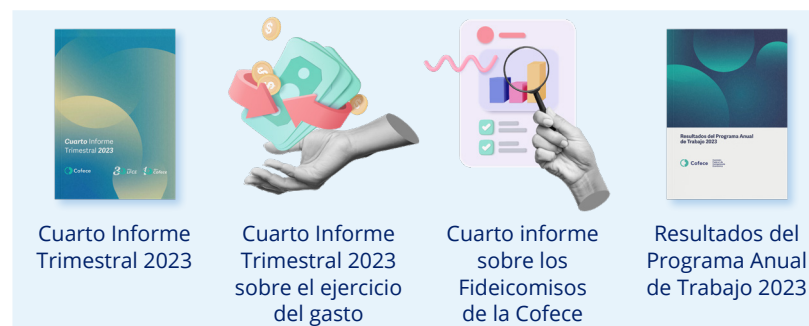 Cuarto Informe
Trimestral 2023
Cofece
Resultados del Programa Anual
de Trabajo 2023
Cofece
Cuarto Informe
Trimestral 2023
Cuarto Informe
Trimestral 2023
sobre el ejercicio
del gasto
Cuarto informe
sobre los
Fideicomisos
de la Cofece
Resultados del
Programa Anual
de Trabajo 2023